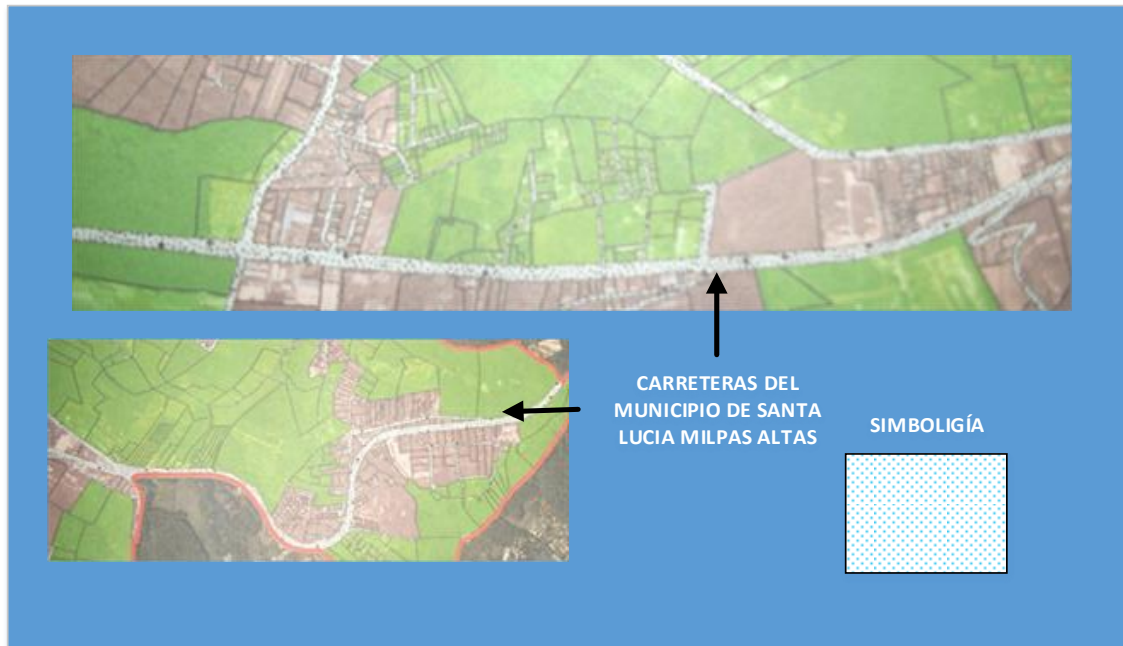 CARRETERAS DEL
MUNICIPIO DE SANTA
LUCIA MILPAS ALTAS
SIMBOLIGÍA